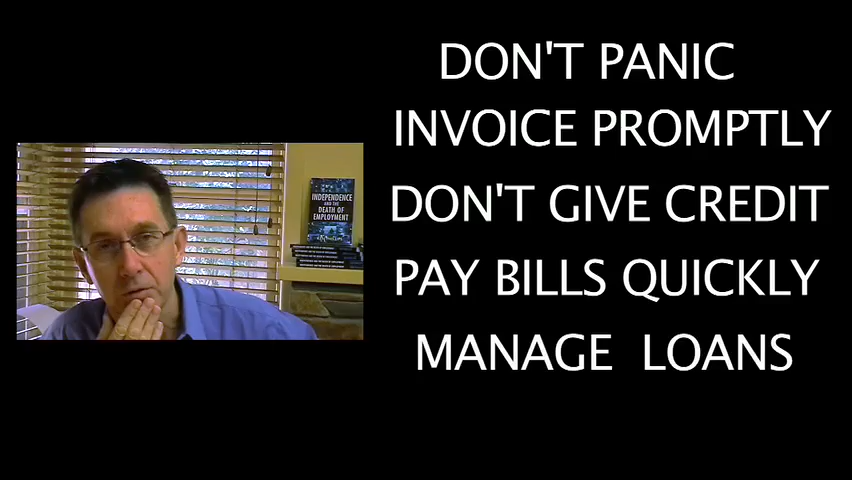 DON'T PANIC
INVOICE PROMPTLY
DON'T GIVE CREDIT
PAY BILLS QUICKLY
MANAGE LOANS
INDEPENDENCE
AND THE
DEATH OF
EMPLOYMENT